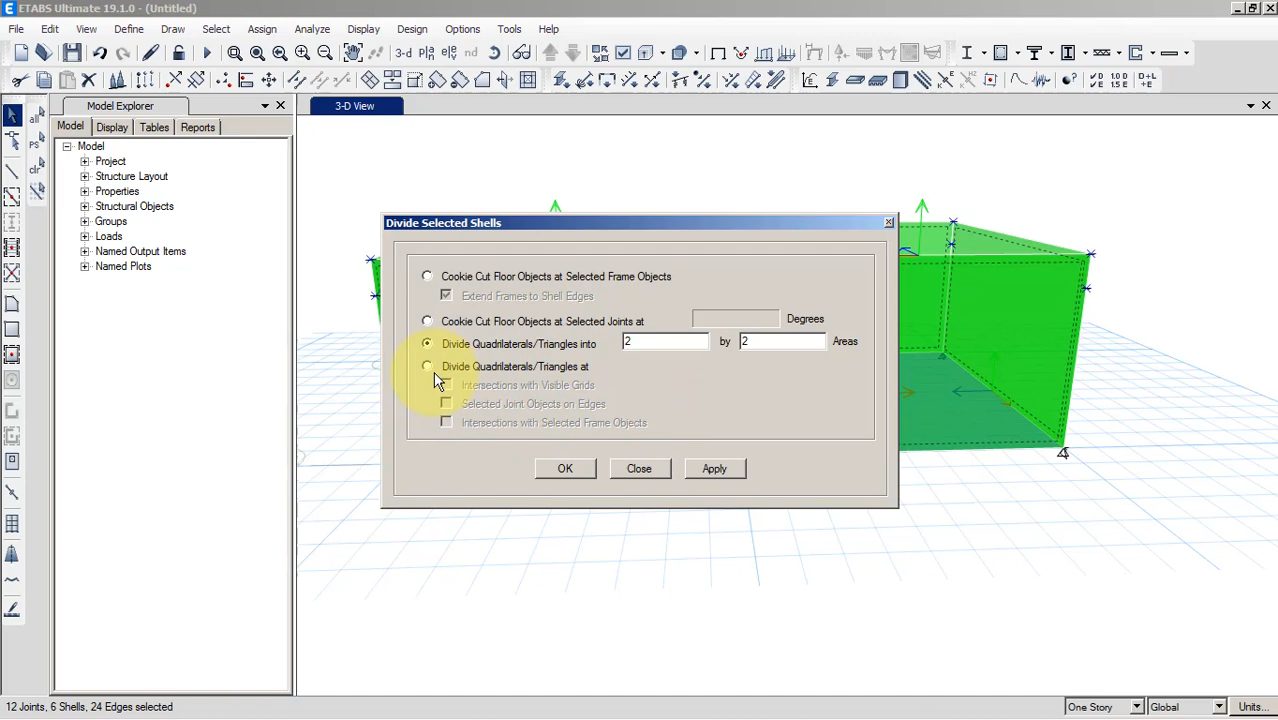 ETABS Ultimate 19.1.0 - (Untitled)
File Edit View Define Draw Select Assign Analyze Display Design Options Tools Help
3-d
Model Explorer
3-D View
Model Display Tables Reports
all
PS
clr
Model
Project
Structure Layout
Properties
Structural Objects
Groups
Loads
Named Output Items
Named Plots
Divide Selected Shells
Cookie Cut Floor Objects at Selected Frame Objects
Extend Frames to Shell Edges
Cookie Cut Floor Objects at Selected Joints at Degrees
Divide Quadrilaterals/Triangles into 2 by 2 Areas
Divide Quadrilaterals/Triangles at
Intersections with Visible Grids
Selected Joint Objects on Edges
Intersections with Selected Frame Objects
OK Close Apply
12 Joints, 6 Shells, 24 Edges selected
One Story Global Units...